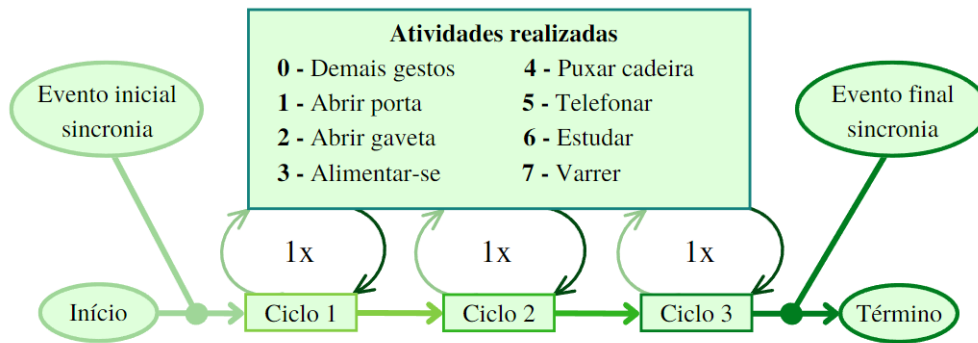 Atividades realizadas
0 - Demais gestos
1 - Abrir porta
2 - Abrir gaveta
3 - Alimentar-se
4 - Puxar cadeira
5 - Telefonar
6 - Estudar
7 - Varrer
Evento inicial
sincronia
Evento final
sincronia
1x
1x
1x
Início
Ciclo 1
Ciclo 2
Ciclo 3
Término